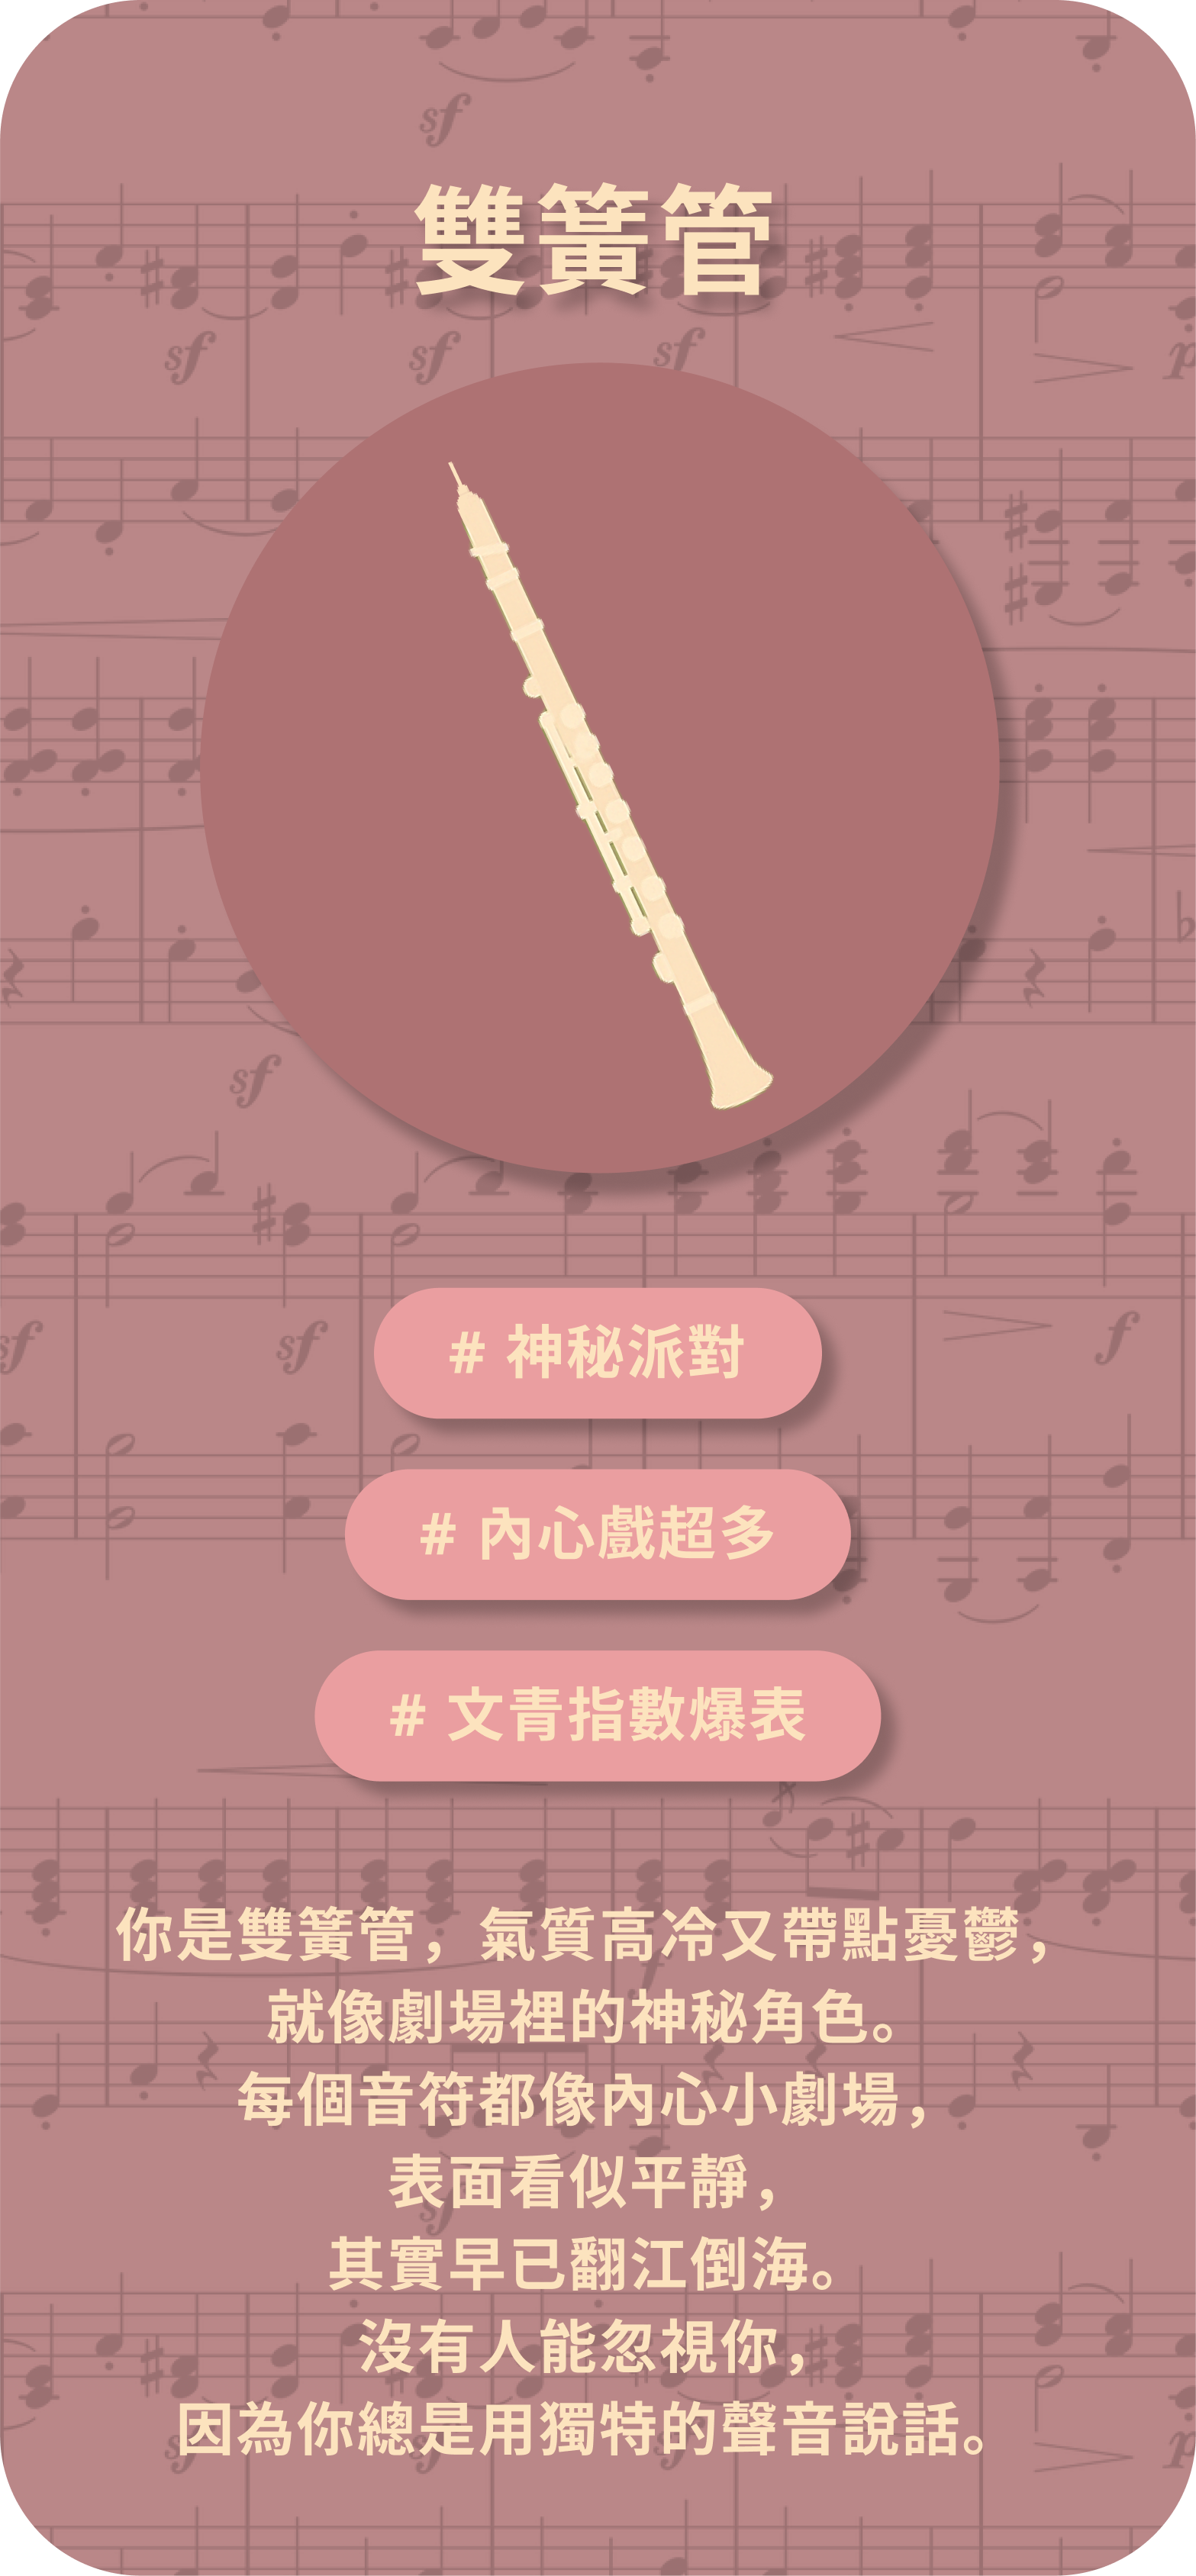 雙簧管
# 神秘派對
# 內心戲超多
# 文青指數爆表
你是雙簧管，氣質高冷又帶點憂鬱，
就像劇場裡的神秘角色。
每個音符都像內心小劇場，
表面看似平靜，
其實早已翻江倒海。
沒有人能忽視你，
因為你總是用獨特的聲音說話。